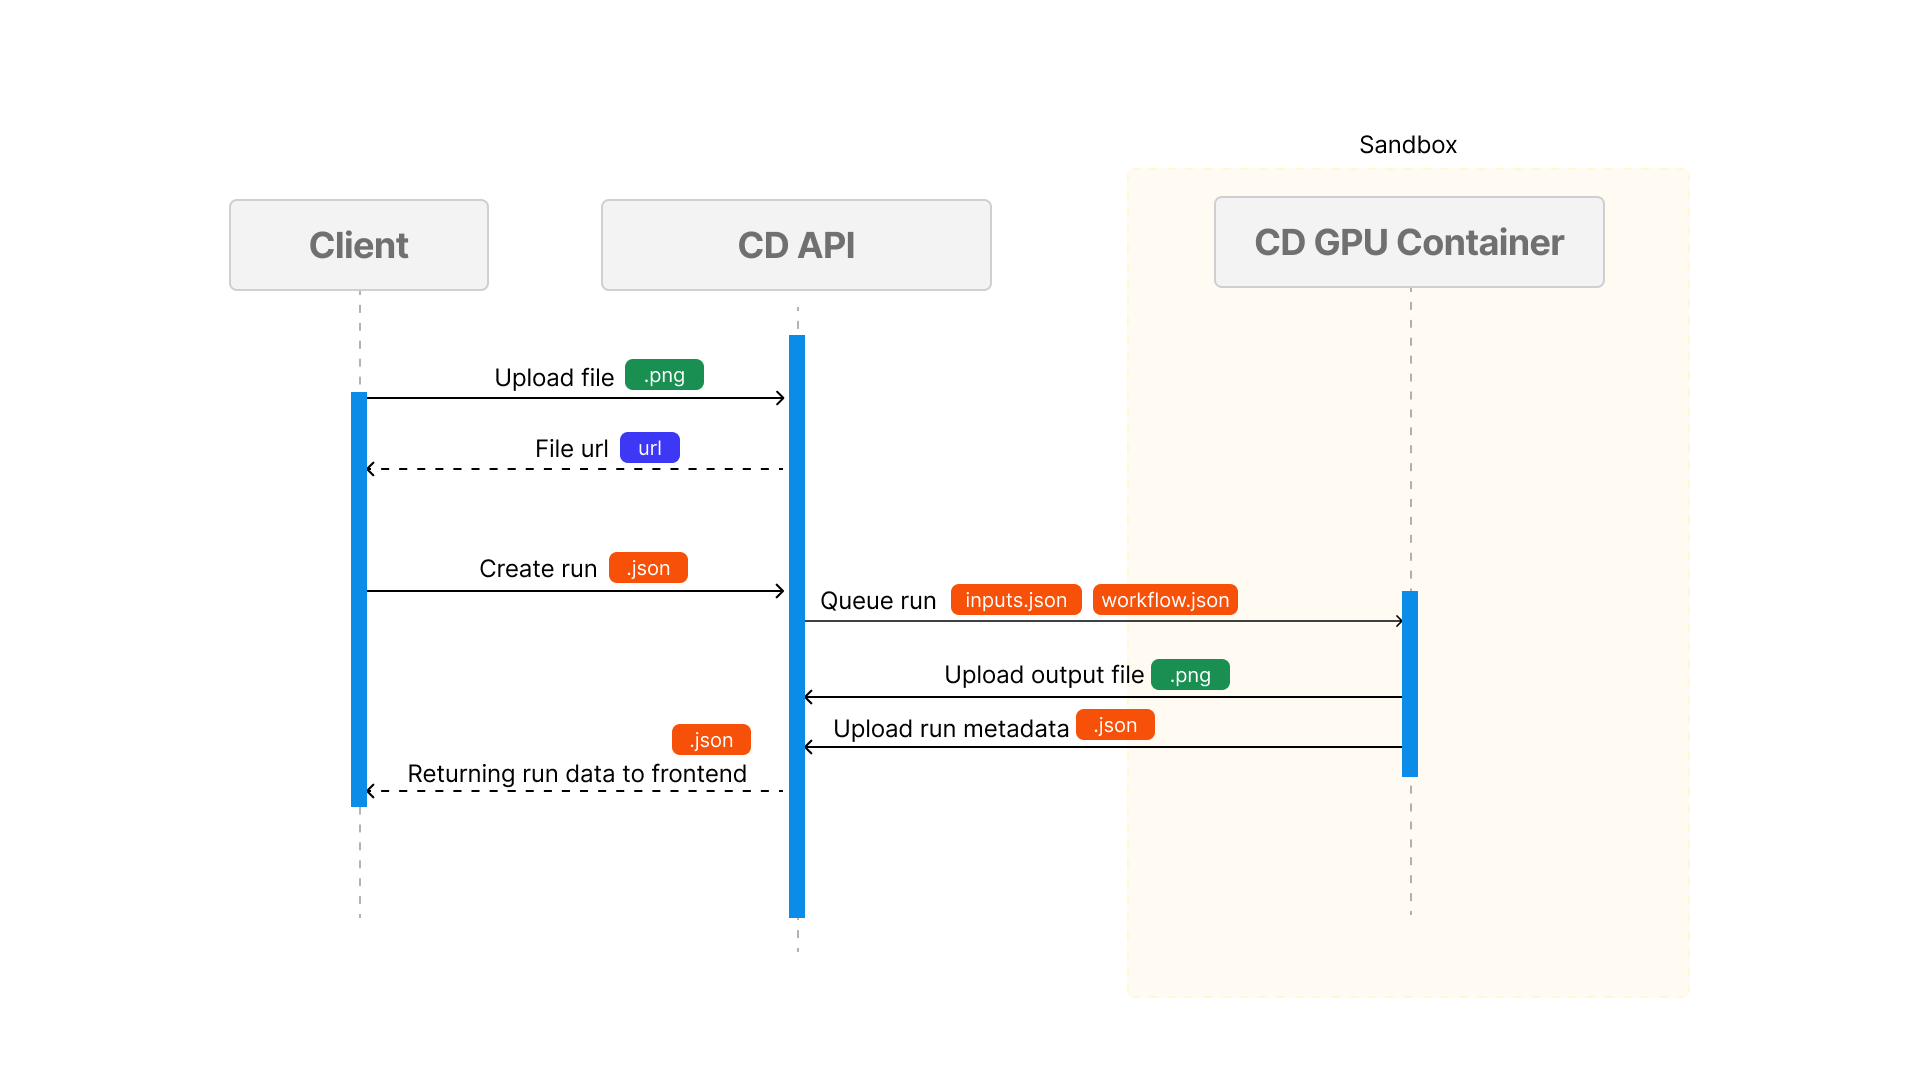 Sandbox
Client
CD API
CD GPU Container
Upload file .png
File url url
Create run .json
Queue run inputs.json workflow.json
Upload output file .png
Upload run metadata .json
.json
Returning run data to frontend